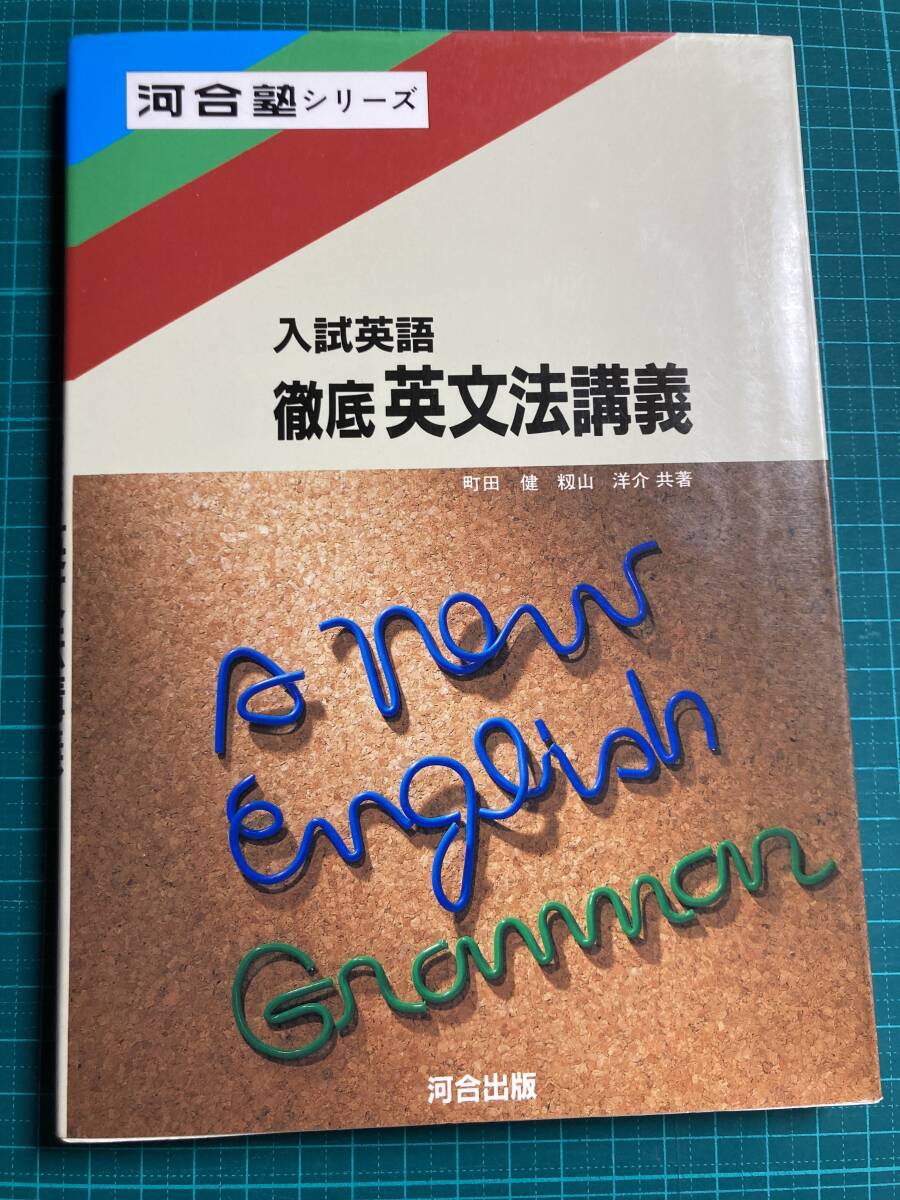 河合塾シリーズ
入試英語
徹底 英文法講義
町田 健 籾山 洋介 共著
A new
English
Grammar
河合出版